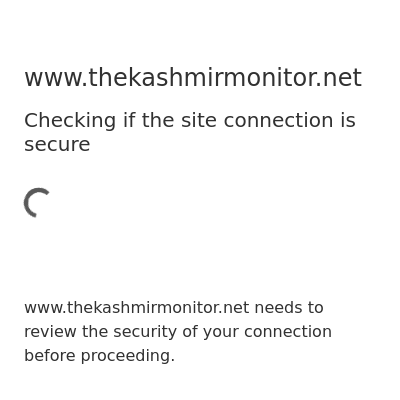 www.thekashmirmonitor.net
Checking if the site connection is
secure
www.thekashmirmonitor.net needs to
review the security of your connection
before proceeding.